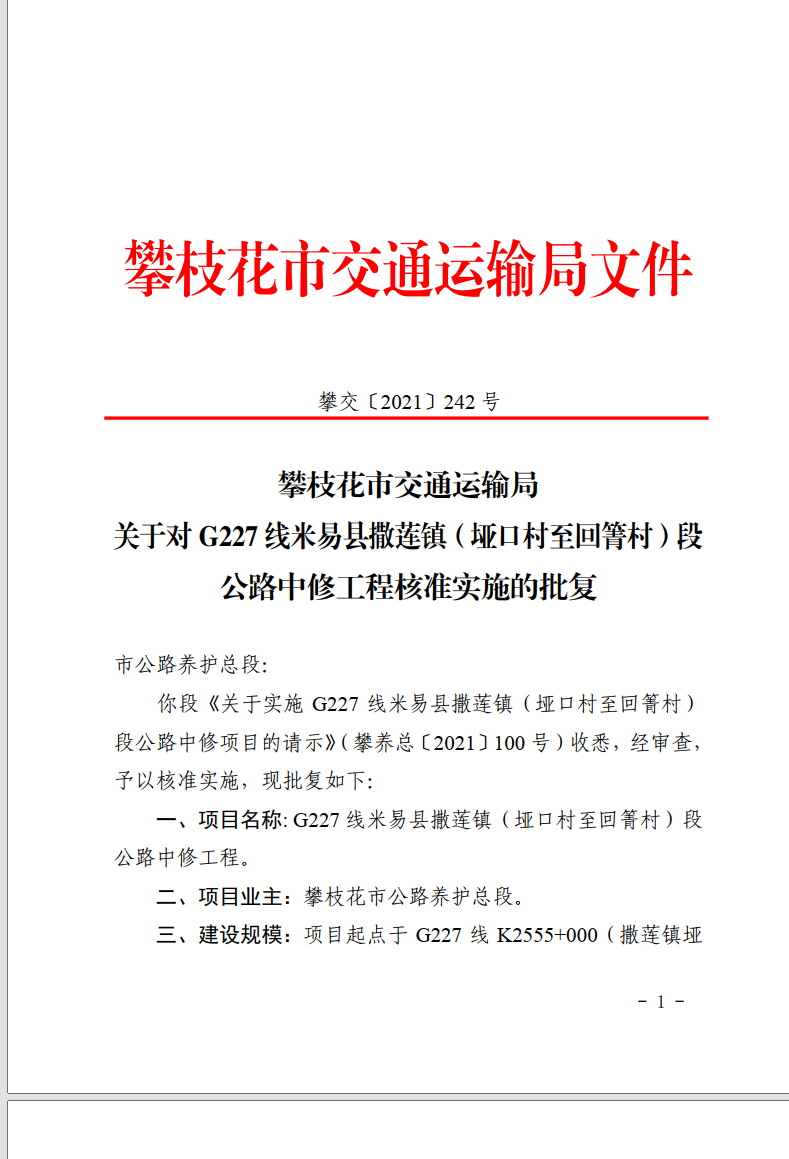 攀枝花市交通运输局文件
攀交〔2021〕242 号
攀枝花市交通运输局
关于对 G227 线米易县撒莲镇（垭口村至回箐村）段
公路中修工程核准实施的批复
市公路养护总段：
你段《关于实施 G227 线米易县撒莲镇（垭口村至回箐村）
段公路中修项目的请示》（攀养总〔2021〕100 号）收悉，经审查，
予以核准实施，现批复如下：
一、项目名称: G227 线米易县撒莲镇（垭口村至回箐村）段
公路中修工程。
二、项目业主：攀枝花市公路养护总段。
三、建设规模：项目起点于 G227 线 K2555+000（撒莲镇垭
－ 1 －